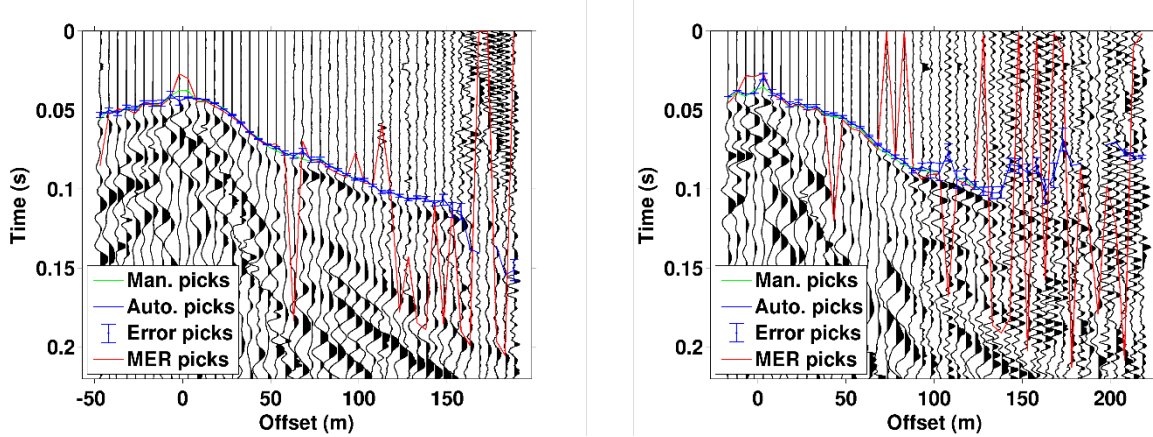 0
0.05
0.1
0.15
0.2
Time (s)
Man. picks
Auto. picks
Error picks
MER picks
-50
0
50
100
150
Offset (m)
0
0.05
0.1
0.15
0.2
Time (s)
Man. picks
Auto. picks
Error picks
MER picks
0
50
100
150
200
Offset (m)